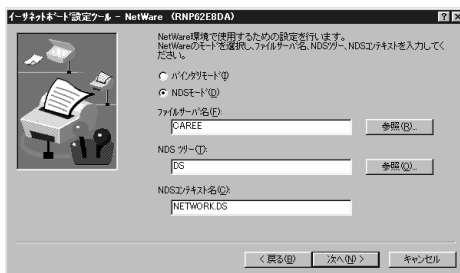 ｲｰｻﾈｯﾄﾎﾞｰﾄﾞ設定ﾂｰﾙ - NetWare (RNP62E8DA)
NetWare環境で使用するための設定を行います。
NetWareのモードを選択し、ファイルサーバ名、NDSツリー、NDSコンテキストを入力してく
ださい。
ﾊﾞｲﾝﾀﾞﾘﾓｰﾄﾞ(I)
NDSﾓｰﾄﾞ(D)
ﾌｧｲﾙｻｰﾊﾞ名(F):
CAREE
参照(R)...
NDS ﾂﾘｰ(T):
DS
参照(O)...
NDSｺﾝﾃｷｽﾄ名(C):
NETWORK.DS
< 戻る(B)
次へ(N) >
キャンセル